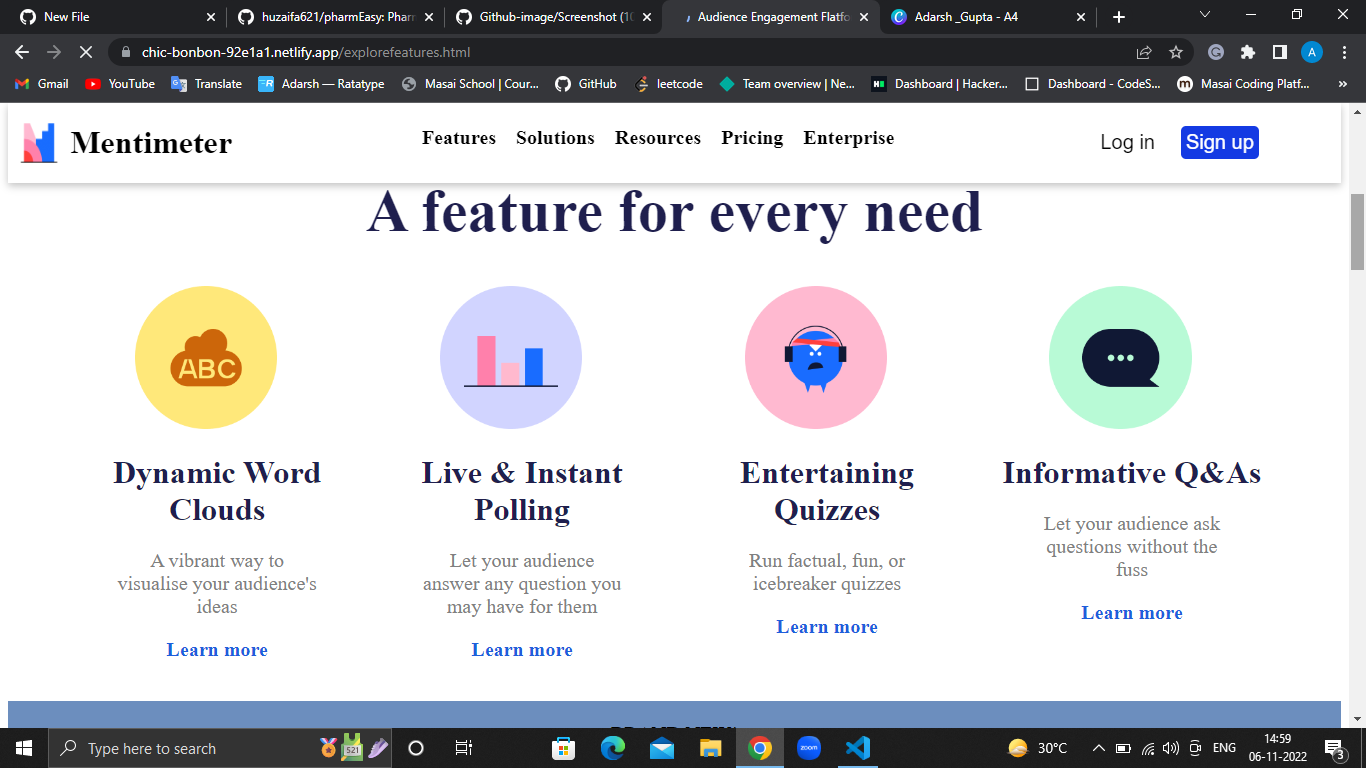 New File
huzaifa621/pharmEasy: Pharm
Github-image/Screenshot (10
Audience Engagement Flatfo
Adarsh _Gupta - A4
chic-bonbon-92e1a1.netlify.app/explorefeatures.html
A
Gmail
YouTube
Translate
Adarsh — Ratatype
Masai School | Cour...
GitHub
leetcode
Team overview | Ne...
Dashboard | Hacker...
Dashboard - CodeS...
Masai Coding Platf...
»
Mentimeter
Features
Solutions
Resources
Pricing
Enterprise
Log in
Sign up
A feature for every need
ABC
Dynamic Word
Clouds
A vibrant way to
visualise your audience's
ideas
Learn more
Live & Instant
Polling
Let your audience
answer any question you
may have for them
Learn more
Entertaining
Quizzes
Run factual, fun, or
icebreaker quizzes
Learn more
Informative Q&As
Let your audience ask
questions without the
fuss
Learn more
Type here to search
521
zoom
30°C
ENG
14:59
06-11-2022
3